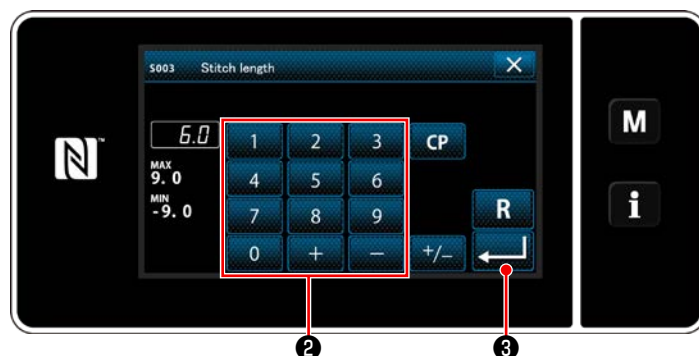 S003 Stitch length
6.0
1 2 3 CP
MAX
9.0
4 5 6
MIN
-9.0
7 8 9 R
0 + − +/−
M
i
N™
❷ ❸